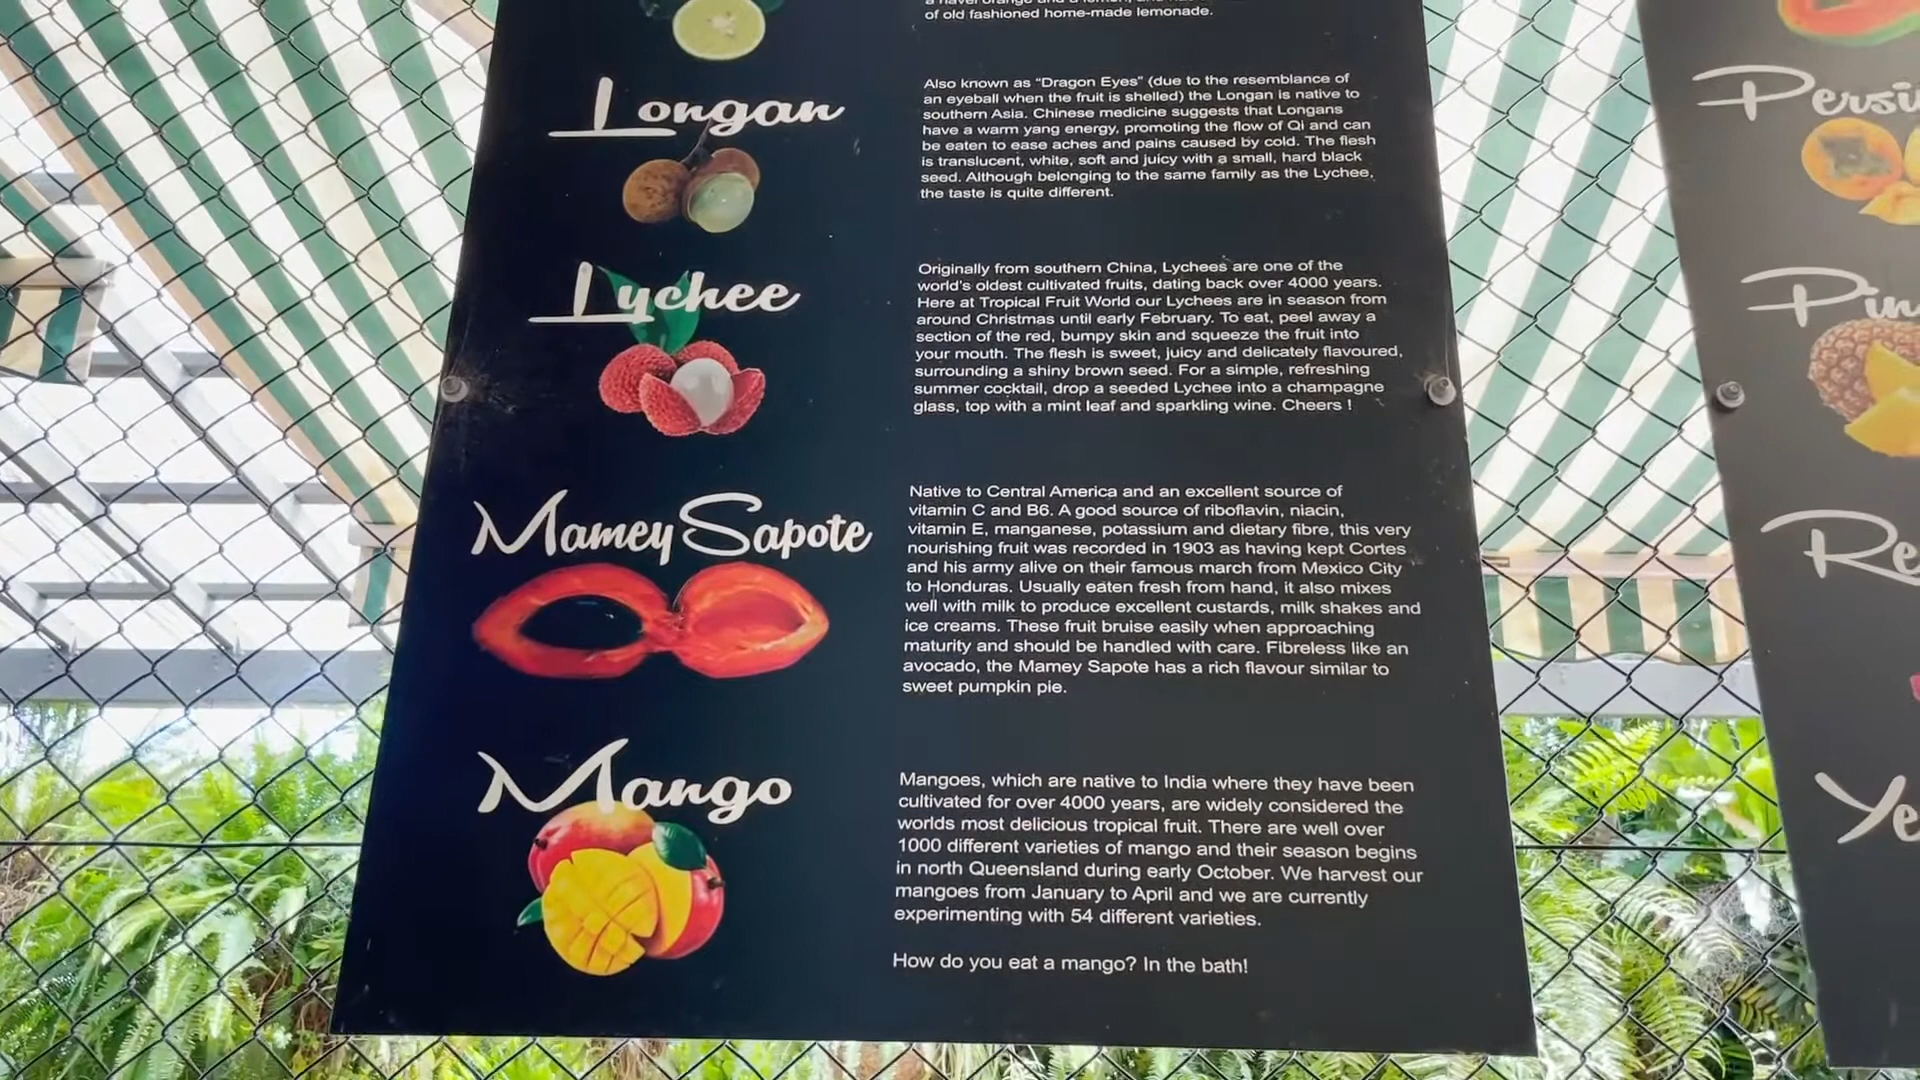 of old fashioned home-made lemonade.
Longan
Also known as “Dragon Eyes” (due to the resemblance of
an eyeball when the fruit is shelled) the Longan is native to
southern Asia. Chinese medicine suggests that Longans
have a warm yang energy, promoting the flow of Qi and can
be eaten to ease aches and pains caused by cold. The flesh
is translucent, white, soft and juicy with a small, hard black
seed. Although belonging to the same family as the Lychee,
the taste is quite different.
Lychee
Originally from southern China, Lychees are one of the
world's oldest cultivated fruits, dating back over 4000 years.
Here at Tropical Fruit World our Lychees are in season from
around Christmas until early February. To eat, peel away a
section of the red, bumpy skin and squeeze the fruit into
your mouth. The flesh is sweet, juicy and delicately flavoured,
surrounding a shiny brown seed. For a simple, refreshing
summer cocktail, drop a seeded Lychee into a champagne
glass, top with a mint leaf and sparkling wine. Cheers !
Mamey Sapote
Native to Central America and an excellent source of
vitamin C and B6. A good source of riboflavin, niacin,
vitamin E, manganese, potassium and dietary fibre, this very
nourishing fruit was recorded in 1903 as having kept Cortes
and his army alive on their famous march from Mexico City
to Honduras. Usually eaten fresh from hand, it also mixes
well with milk to produce excellent custards, milk shakes and
ice creams. These fruit bruise easily when approaching
maturity and should be handled with care. Fibreless like an
avocado, the Mamey Sapote has a rich flavour similar to
sweet pumpkin pie.
Mango
Mangoes, which are native to India where they have been
cultivated for over 4000 years, are widely considered the
worlds most delicious tropical fruit. There are well over
1000 different varieties of mango and their season begins
in north Queensland during early October. We harvest our
mangoes from January to April and we are currently
experimenting with 54 different varieties.
How do you eat a mango? In the bath!